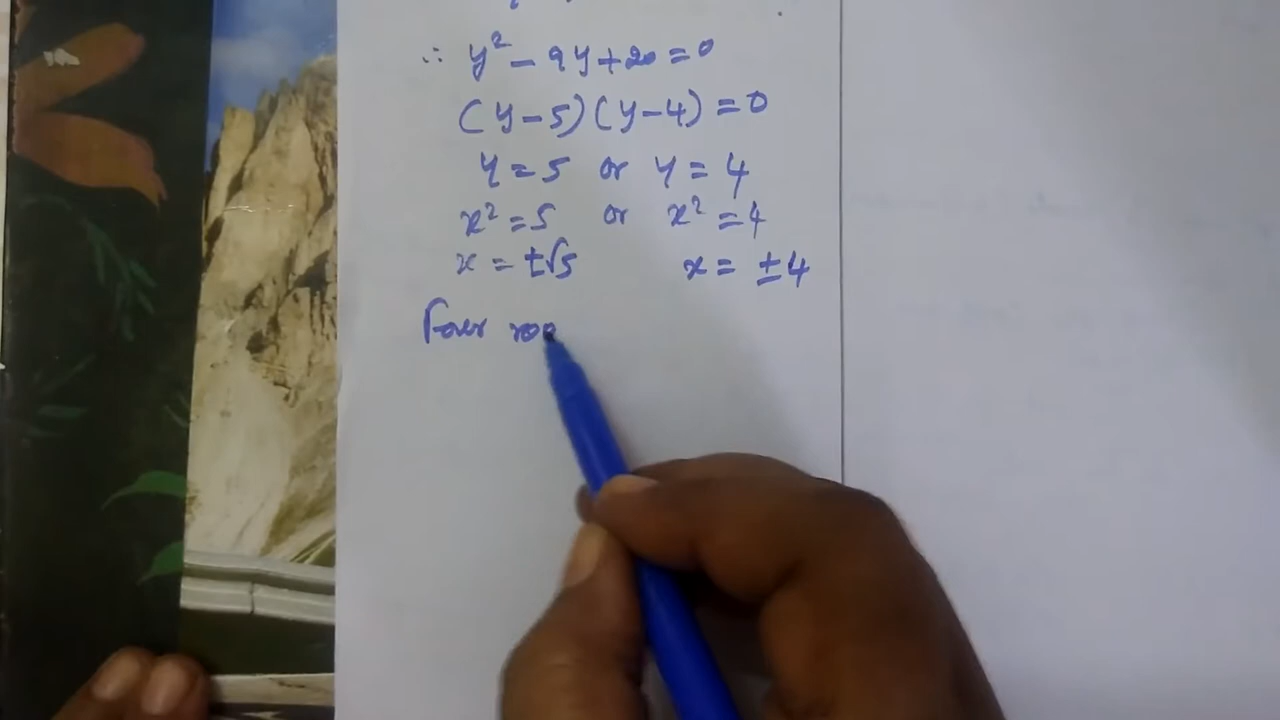 ∴ y² - 9y + 20 = 0
(y - 5)(y - 4) = 0
y = 5 or y = 4
x² = 5 or x² = 4
x = ±√5 x = ±4
Four roo